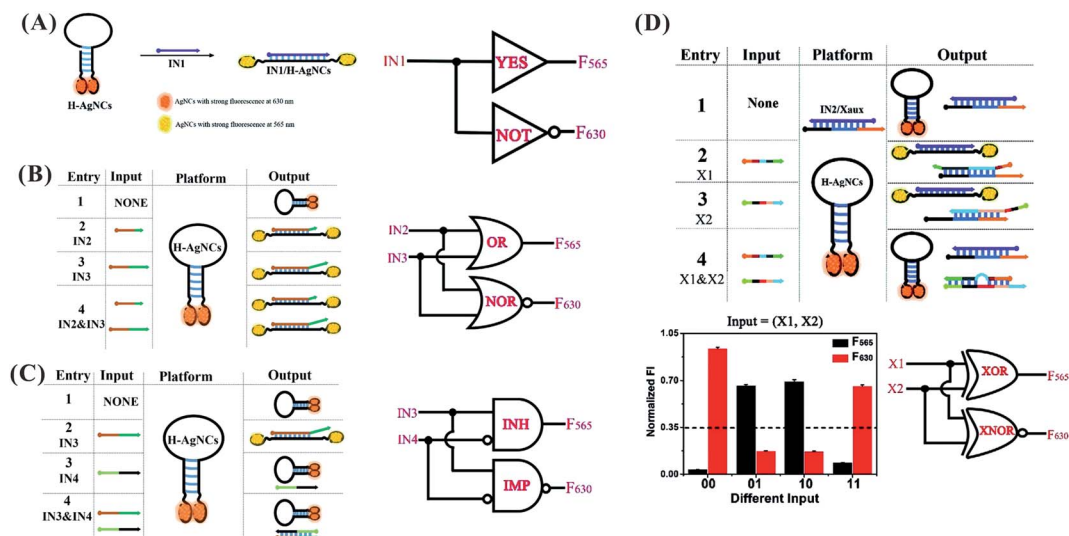 (A)
H-AgNCs
IN1
IN1/H-AgNCs
AgNCs with strong fluorescence at 630 nm
AgNCs with strong fluorescence at 565 nm
IN1
YES
F565
NOT
F630
(B)
Entry Input Platform Output
1
NONE
2
IN2
3
IN3
4
IN2&IN3
H-AgNCs
IN2
IN3
OR
F565
NOR
F630
(C)
Entry Input Platform Output
1
NONE
2
IN3
3
IN4
4
IN3&IN4
H-AgNCs
IN3
IN4
INH
F565
IMP
F630
(D)
Entry Input Platform Output
1
None
IN2/Xaux
2
X1
3
X2
4
X1&X2
H-AgNCs
Input = (X1, X2)
F565
F630
Normalized FI
1.05
0.70
0.35
0.00
00 01 10 11
Different Input
X1
X2
XOR
F565
XNOR
F630